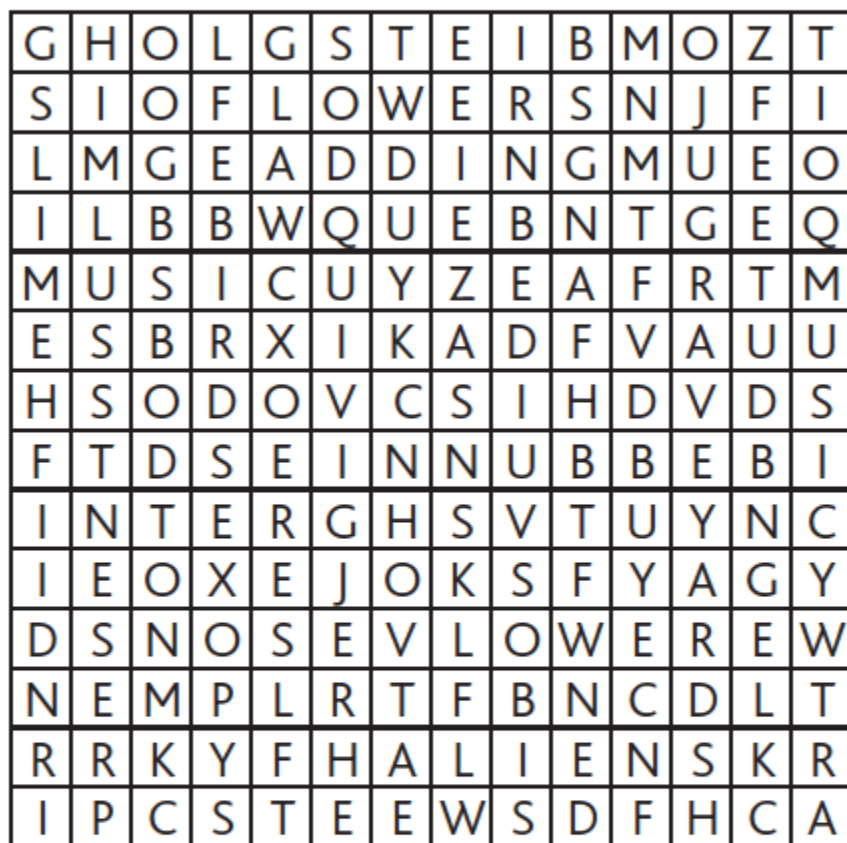 G H O L G S T E I B M O Z T
S I O F L O W E R S N J F I
L M G E A D D I N G M U E O
I L B B W Q U E B N T G E Q
M U S I C U Y Z E A F R T M
E S B R X I K A D F V A U U
H S O D O V C S I H D V D S
F T D S E I N N U B B E B I
I N T E R G H S V T U Y N C
I E O X E J O K S F Y A G Y
D S N O S E V L O W E R E W
N E M P L R T F B N C D L T
R R K Y F H A L I E N S K R
I P C S T E E W S D F H C A